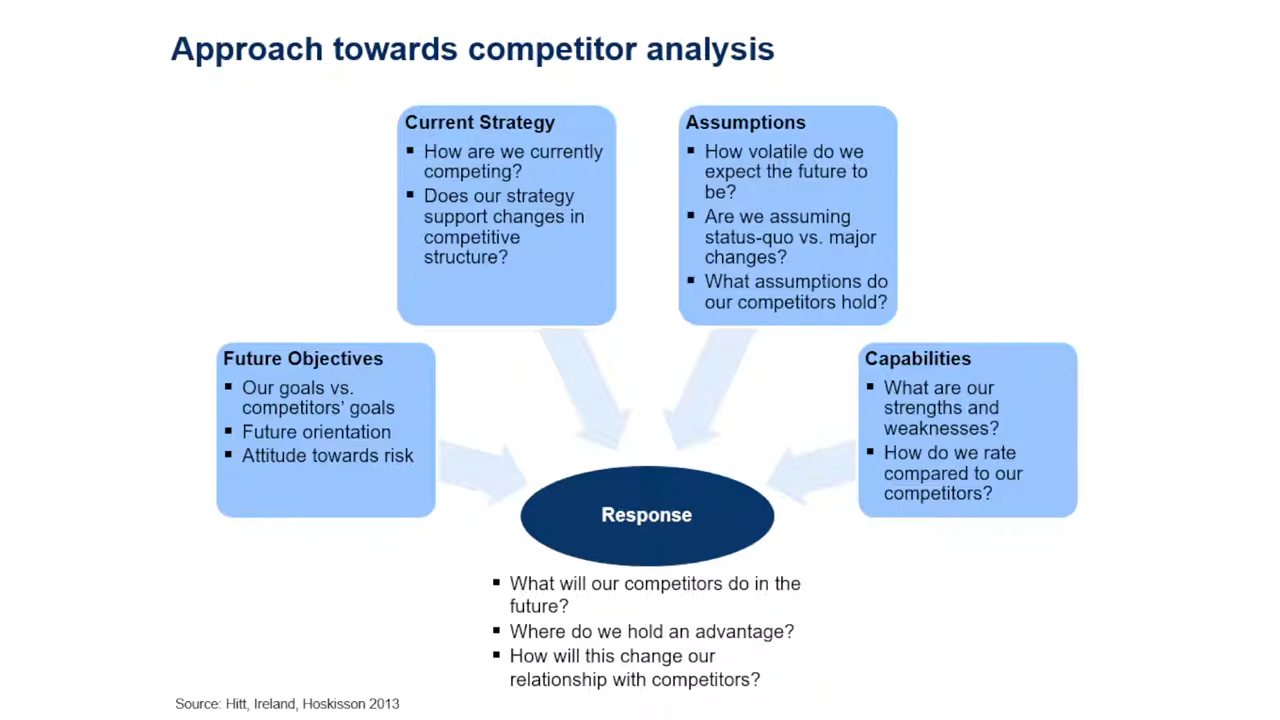 Approach towards competitor analysis
Current Strategy
▪ How are we currently
competing?
▪ Does our strategy
support changes in
competitive
structure?
Assumptions
▪ How volatile do we
expect the future to
be?
▪ Are we assuming
status-quo vs. major
changes?
▪ What assumptions do
our competitors hold?
Future Objectives
▪ Our goals vs.
competitors’ goals
▪ Future orientation
▪ Attitude towards risk
Capabilities
▪ What are our
strengths and
weaknesses?
▪ How do we rate
compared to our
competitors?
Response
▪ What will our competitors do in the
future?
▪ Where do we hold an advantage?
▪ How will this change our
relationship with competitors?
Source: Hitt, Ireland, Hoskisson 2013